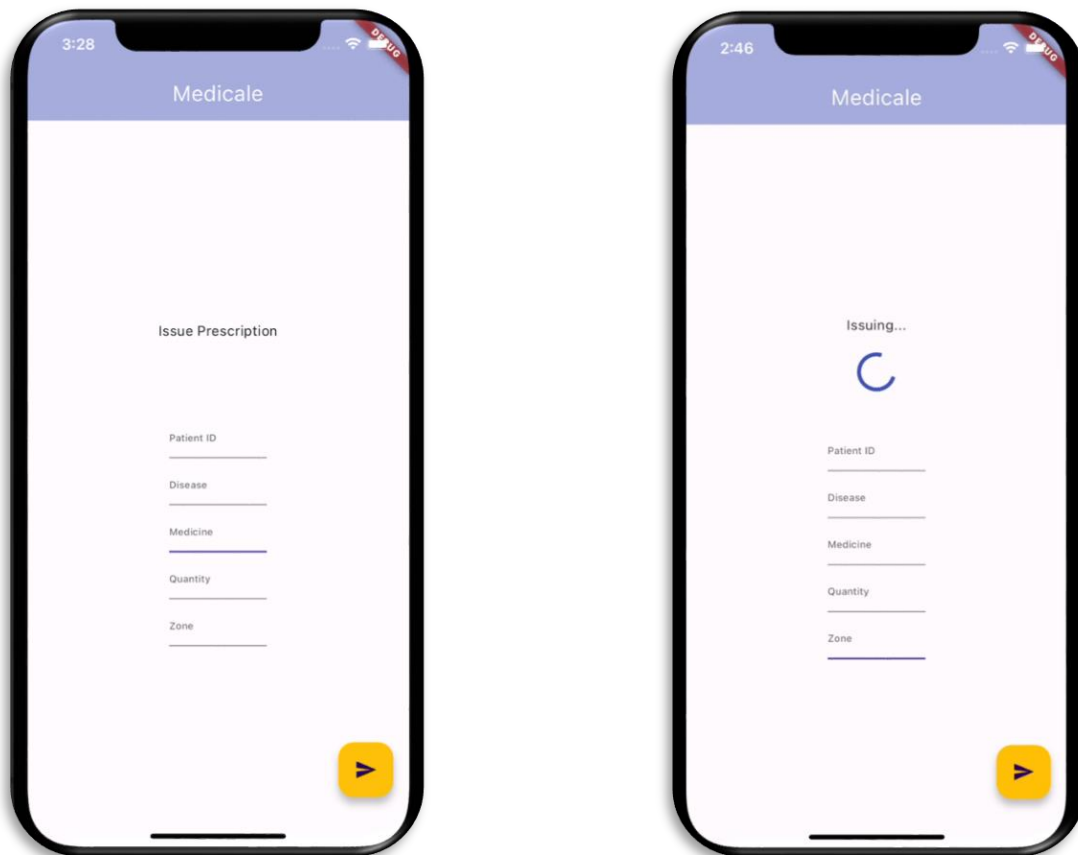 3:28
DEBUG
Medicale
Issue Prescription
Patient ID
Disease
Medicine
Quantity
Zone
2:46
DEBUG
Medicale
Issuing...
Patient ID
Disease
Medicine
Quantity
Zone